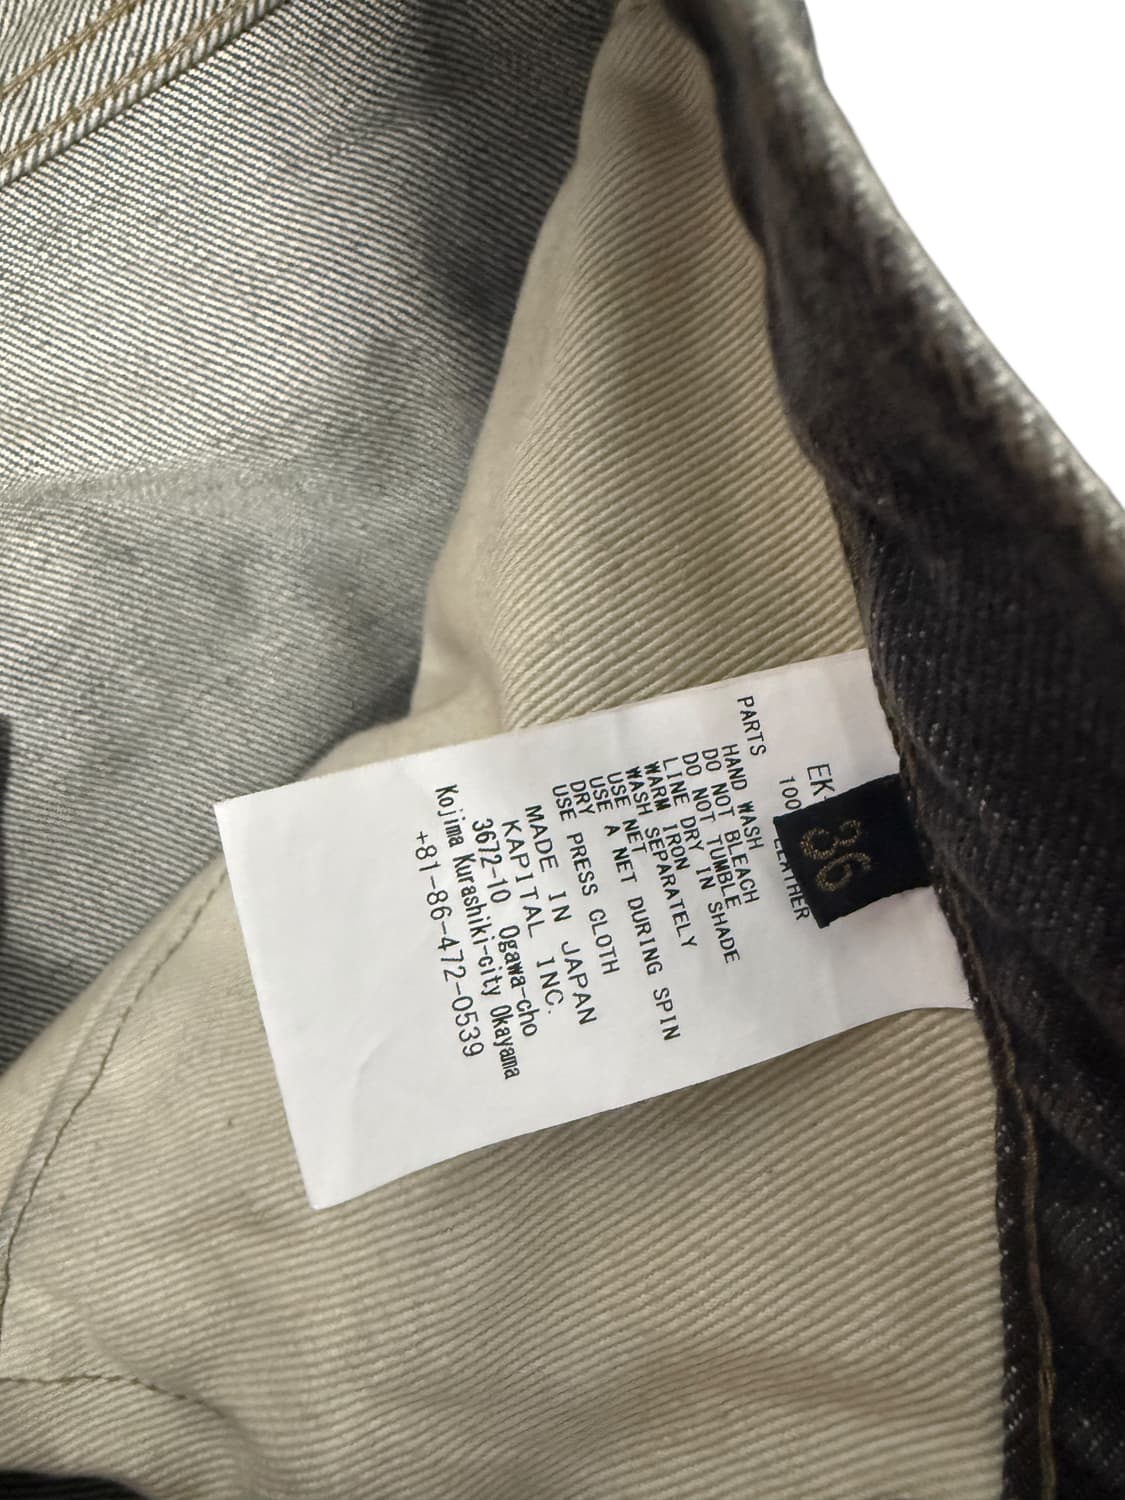 36
EK-
100 LEATHER
PARTS
HAND WASH
DO NOT BLEACH
DO NOT TUMBLE
LINE DRY IN SHADE
WARM IRON
WASH SEPARATELY
USE NET
USE A NET DURING SPIN
DRY
USE PRESS CLOTH
MADE IN JAPAN
KAPITAL INC.
3672-10 Ogawa-cho
Kojima Kurashiki-city Okayama
+81-86-472-0539